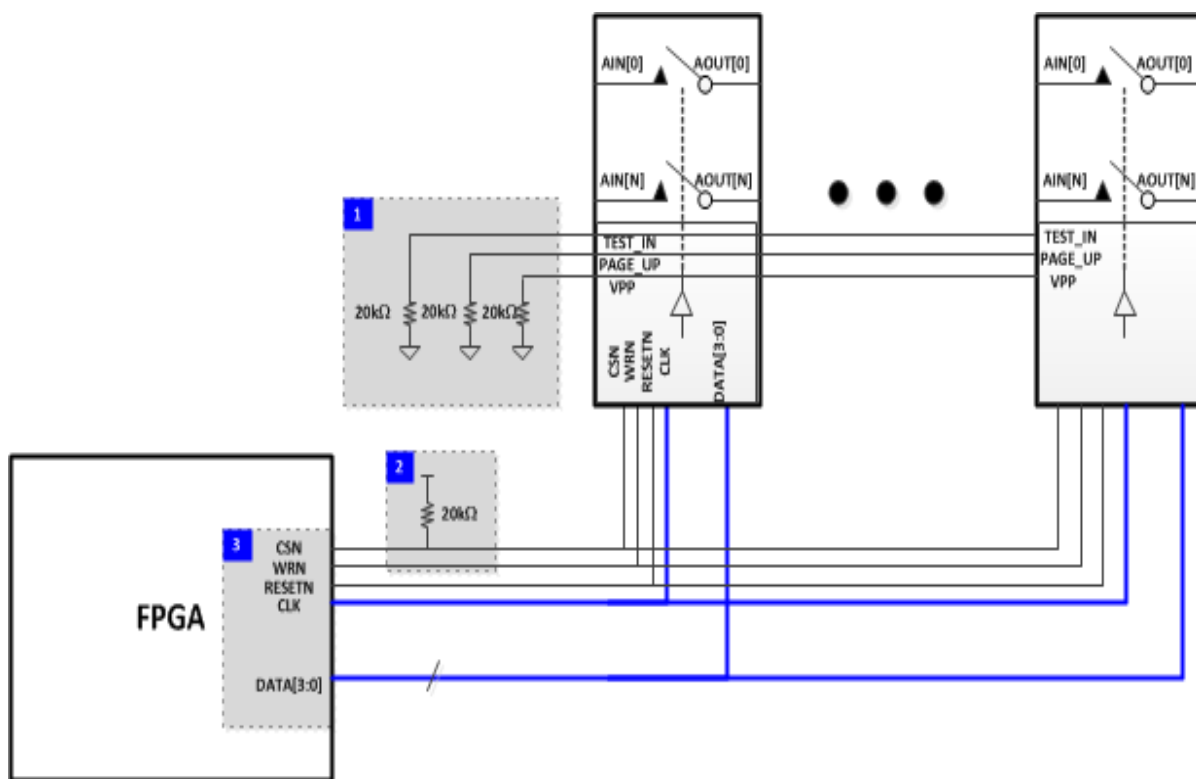 AIN[0] AOUT[0]
AIN[N] AOUT[N]
TEST_IN
PAGE_UP
VPP
CSN
WRN
RESETN
CLK
DATA[3:0]
AIN[0] AOUT[0]
AIN[N] AOUT[N]
TEST_IN
PAGE_UP
VPP
1
20kΩ 20kΩ 20kΩ
2
20kΩ
3
CSN
WRN
RESETN
CLK
FPGA
DATA[3:0]